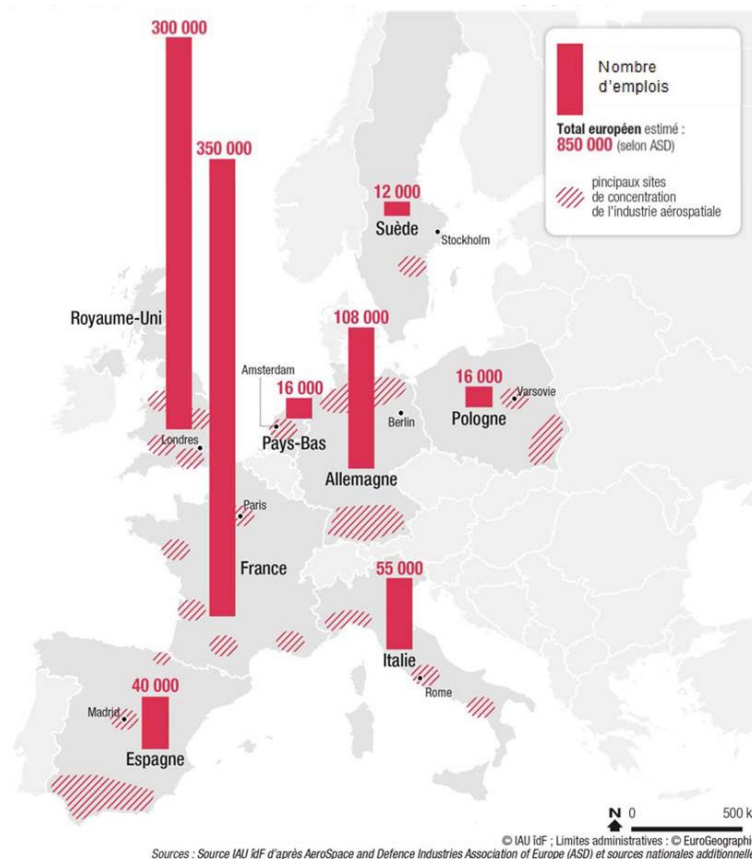 300 000
Nombre
d'emplois
Total européen estimé :
850 000 (selon ASD)
pincipaux sites
de concentration
de l'industrie aérospatiale
350 000
12 000
Suède
Stockholm
Royaume-Uni
108 000
Amsterdam
16 000
16 000
Varsovie
Berlin
Pologne
Londres
Pays-Bas
Allemagne
Paris
France
55 000
Italie
Rome
40 000
Madrid
Espagne
N 0 500 k
© IAU îdF ; Limites administratives : © EuroGeographi
Sources : Source IAU îdF d'après AeroSpace and Defence Industries Association of Europe (ASD) et sources nationales additionnelle